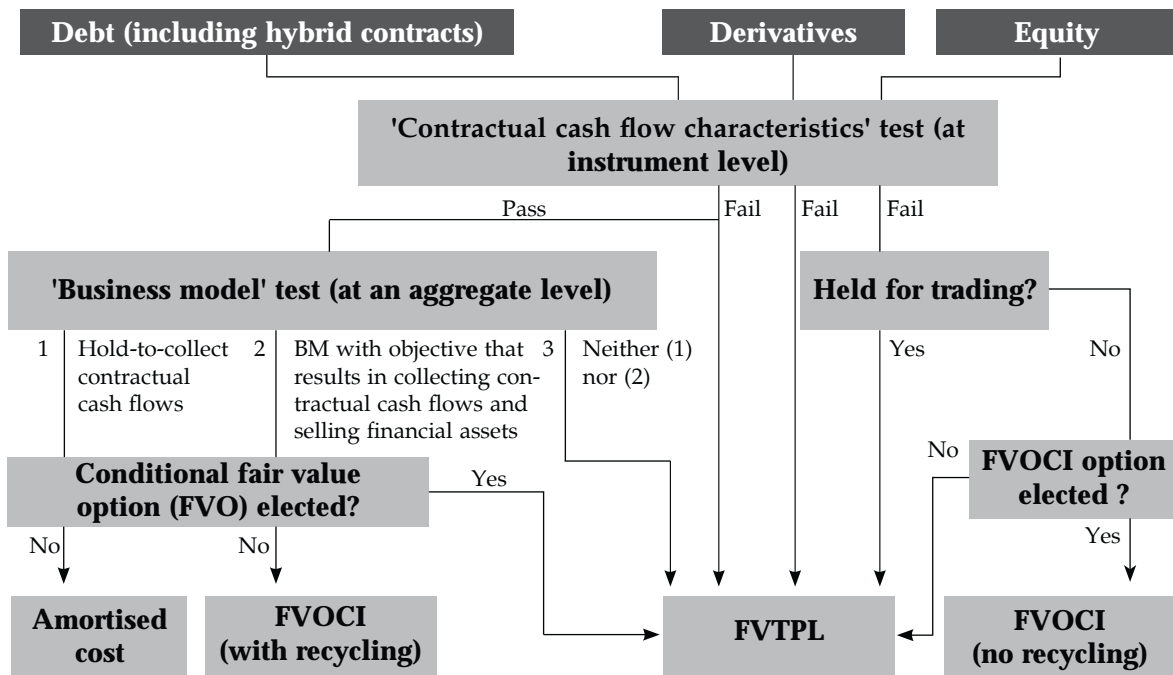 Debt (including hybrid contracts)
Derivatives
Equity
'Contractual cash flow characteristics' test (at
instrument level)
Pass
Fail
Fail
Fail
'Business model' test (at an aggregate level)
Held for trading?
1
Hold-to-collect
contractual
cash flows
2
BM with objective that
results in collecting con-
tractual cash flows and
selling financial assets
3
Neither (1)
nor (2)
Yes
No
Conditional fair value
option (FVO) elected?
Yes
No
FVOCI option
elected ?
No
No
Yes
Amortised
cost
FVOCI
(with recycling)
FVTPL
FVOCI
(no recycling)